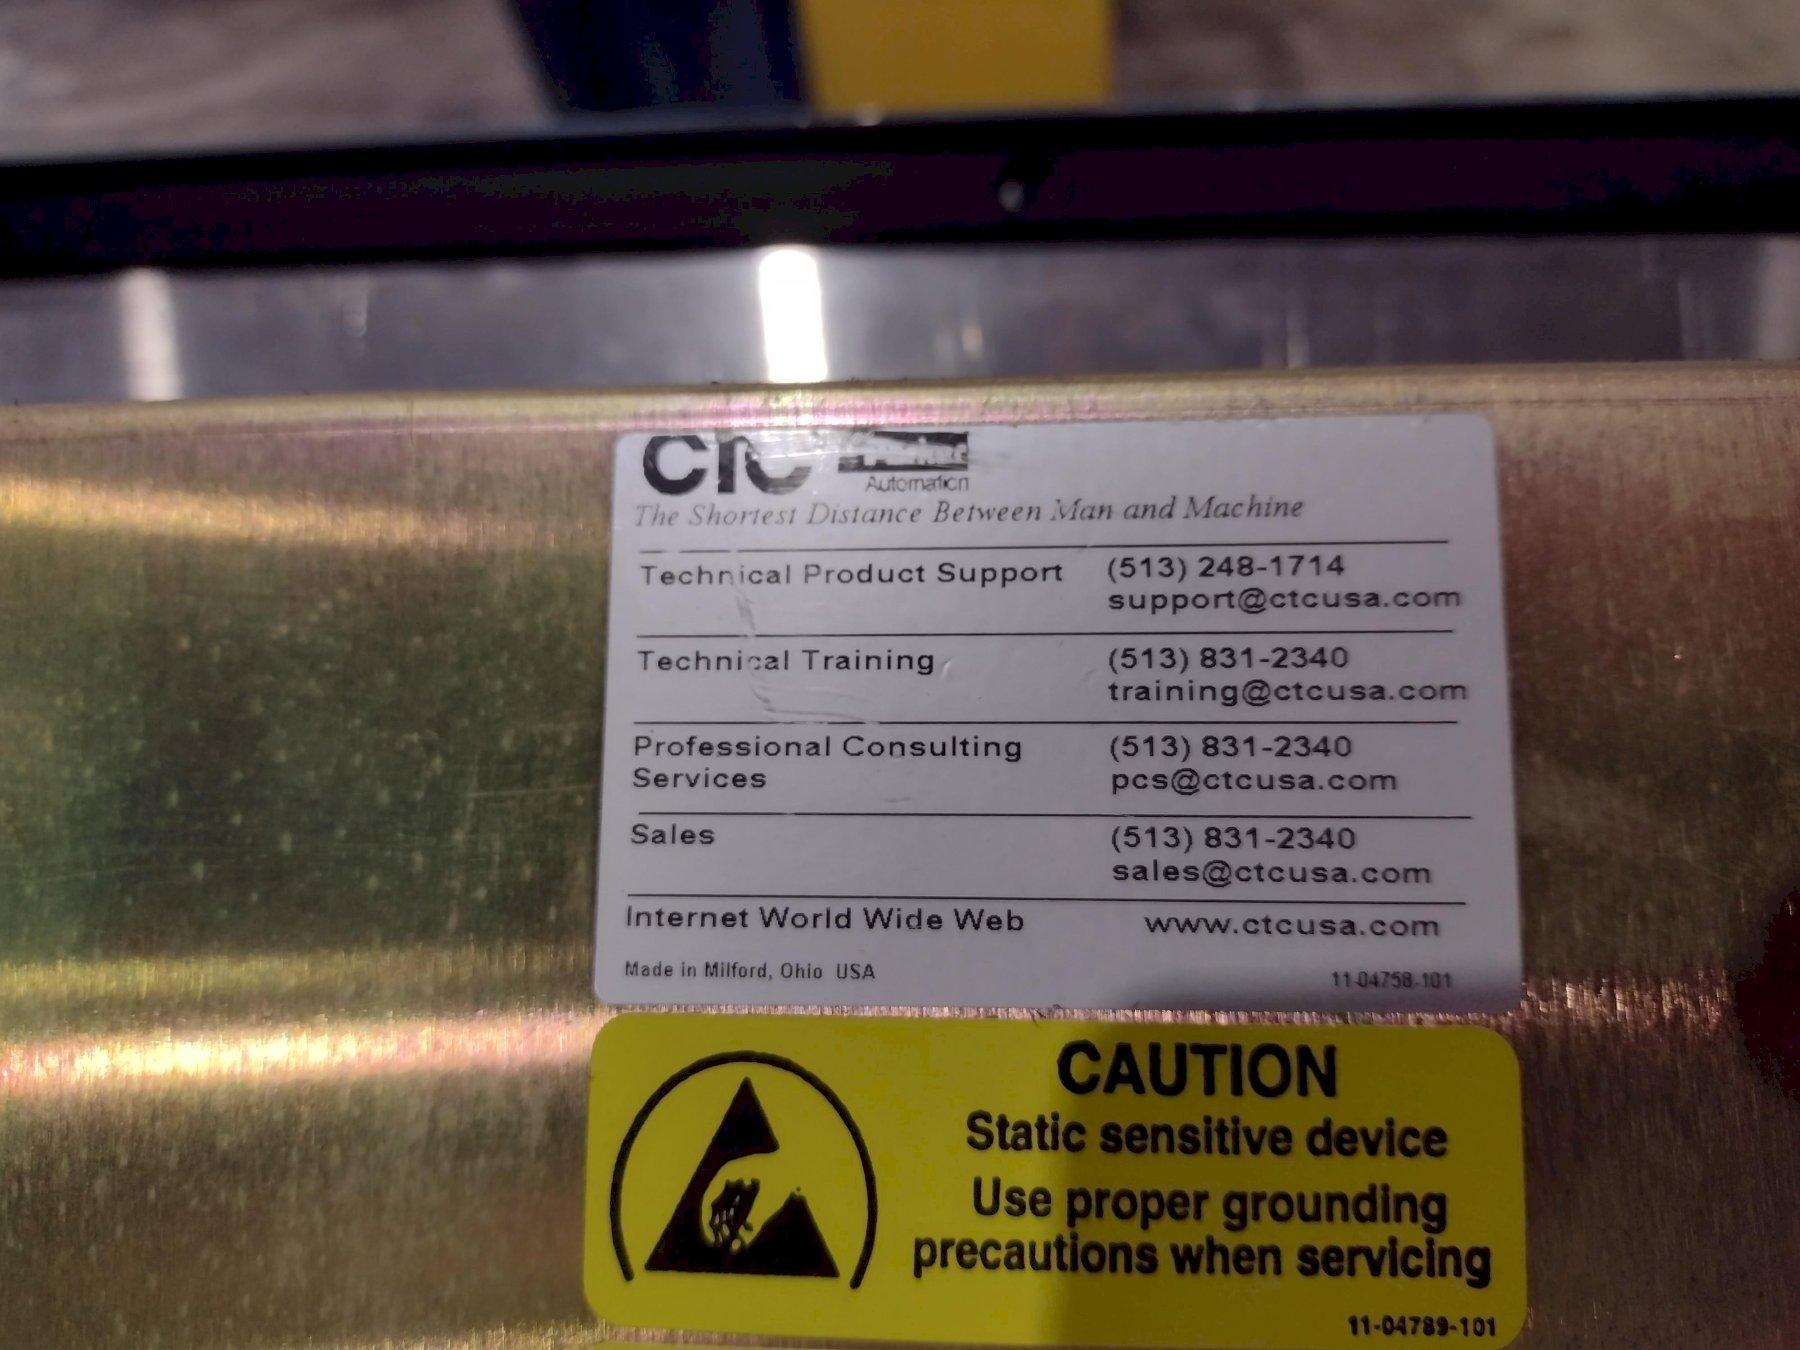 CTC Parker
Automation
The Shortest Distance Between Man and Machine
Technical Product Support (513) 248-1714
support@ctcusa.com
Technical Training (513) 831-2340
training@ctcusa.com
Professional Consulting (513) 831-2340
Services pcs@ctcusa.com
Sales (513) 831-2340
sales@ctcusa.com
Internet World Wide Web www.ctcusa.com
Made in Milford, Ohio USA 11-04758-101
CAUTION
Static sensitive device
Use proper grounding
precautions when servicing
11-04789-101